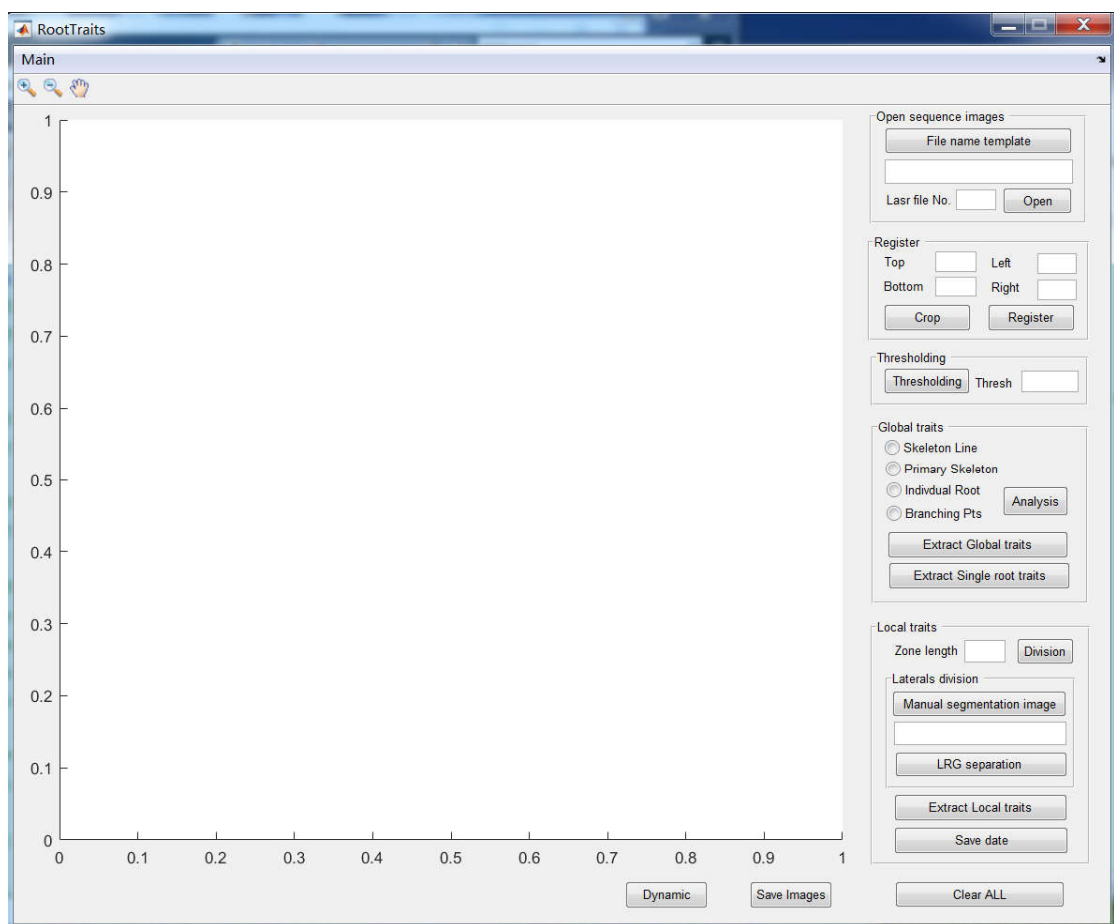 RootTraits
Main
1
0.9
0.8
0.7
0.6
0.5
0.4
0.3
0.2
0.1
0
0 0.1 0.2 0.3 0.4 0.5 0.6 0.7 0.8 0.9 1
Open sequence images
File name template
Lasr file No. Open
Register
Top Left
Bottom Right
Crop Register
Thresholding
Thresholding Thresh
Global traits
Skeleton Line
Primary Skeleton
Indivdual Root
Analysis
Branching Pts
Extract Global traits
Extract Single root traits
Local traits
Zone length Division
Laterals division
Manual segmentation image
LRG separation
Extract Local traits
Save date
Dynamic Save Images Clear ALL